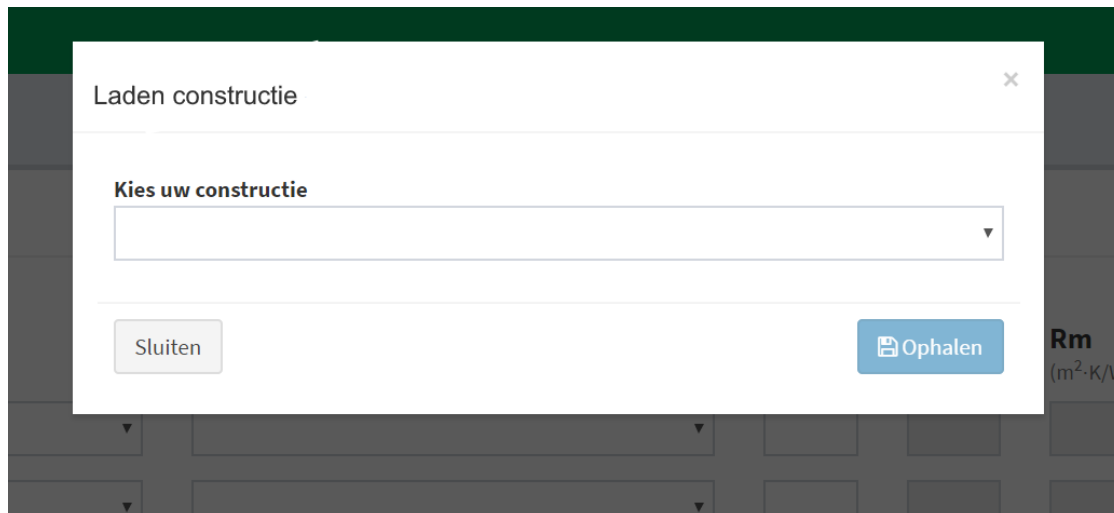 Laden constructie
×
Kies uw constructie
Sluiten
Ophalen
Rm
(m²·K/